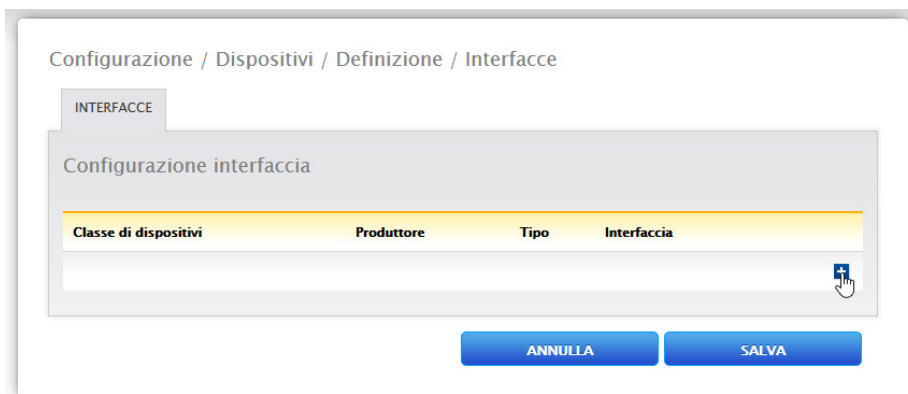 Configurazione / Dispositivi / Definizione / Interfacce
INTERFACCE
Configurazione interfaccia
Classe di dispositivi Produttore Tipo Interfaccia
+
ANNULLA SALVA